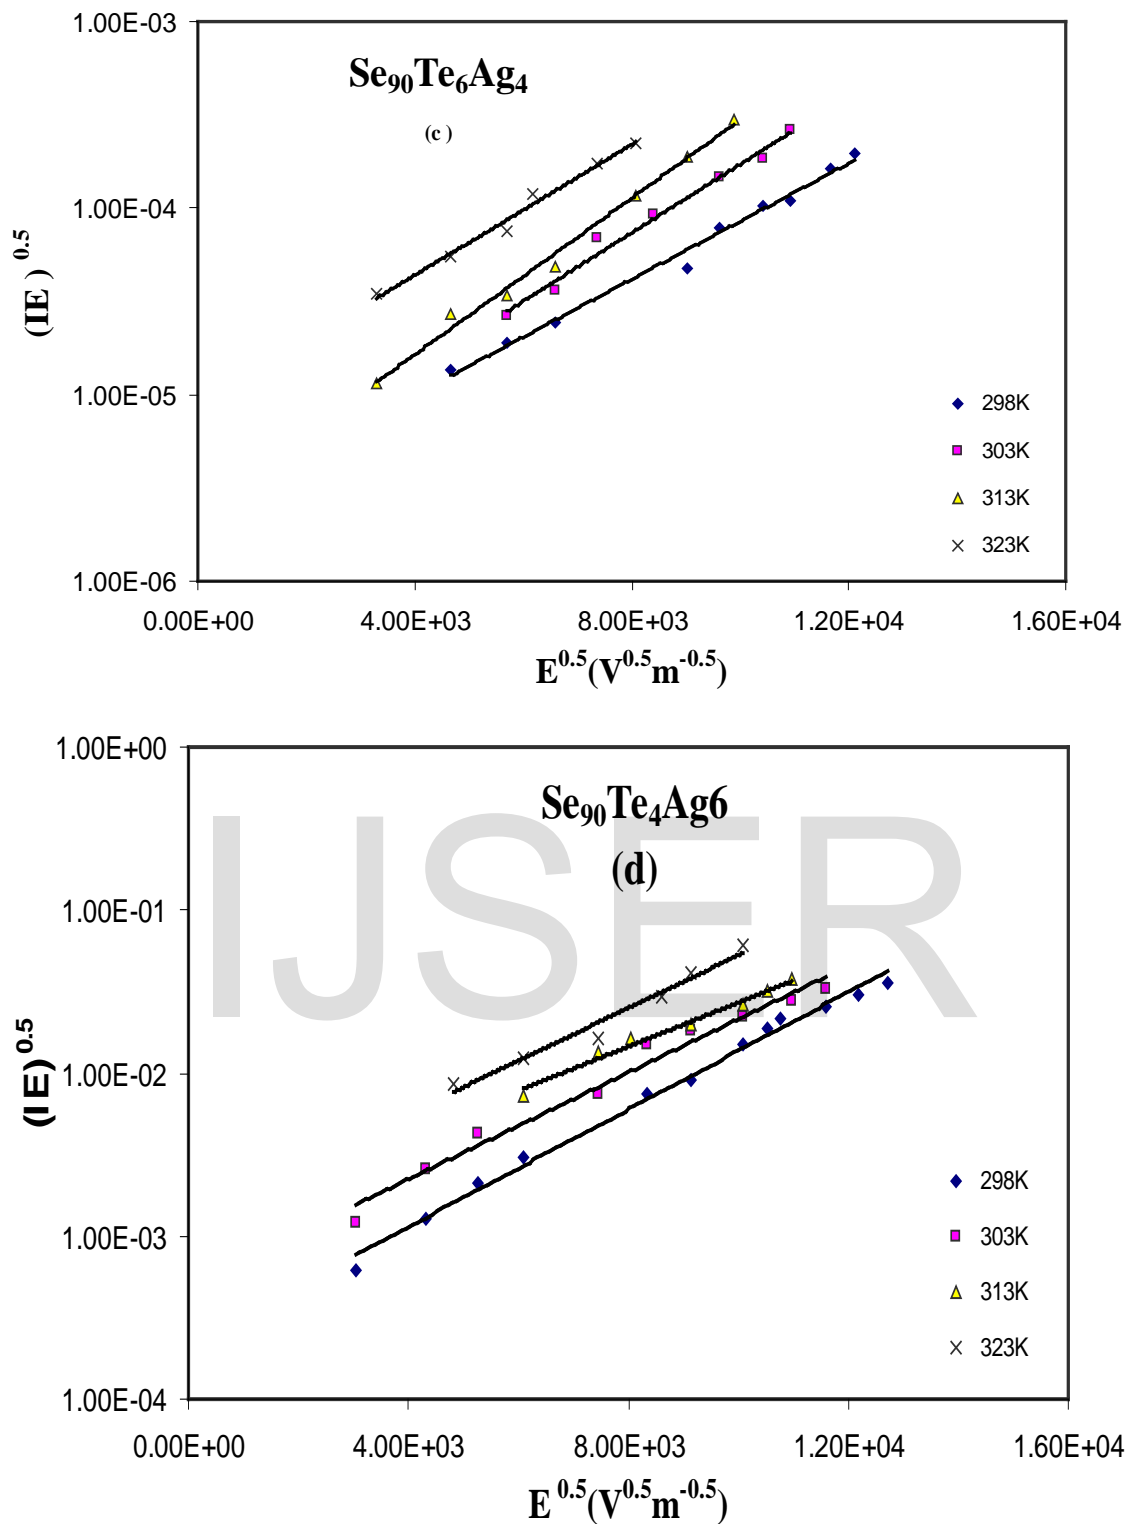 1.00E-03
Se90Te6Ag4
(c )
1.00E-04
(IE )0.5
1.00E-05
298K
303K
313K
323K
1.00E-06
0.00E+00 4.00E+03 8.00E+03 1.20E+04 1.60E+04
E0.5(V0.5m-0.5)
1.00E+00
Se90Te4Ag6
(d)
IJSER
1.00E-01
(IE)0.5
1.00E-02
298K
1.00E-03
303K
313K
323K
1.00E-04
0.00E+00 4.00E+03 8.00E+03 1.20E+04 1.60E+04
E 0.5(V0.5m-0.5)